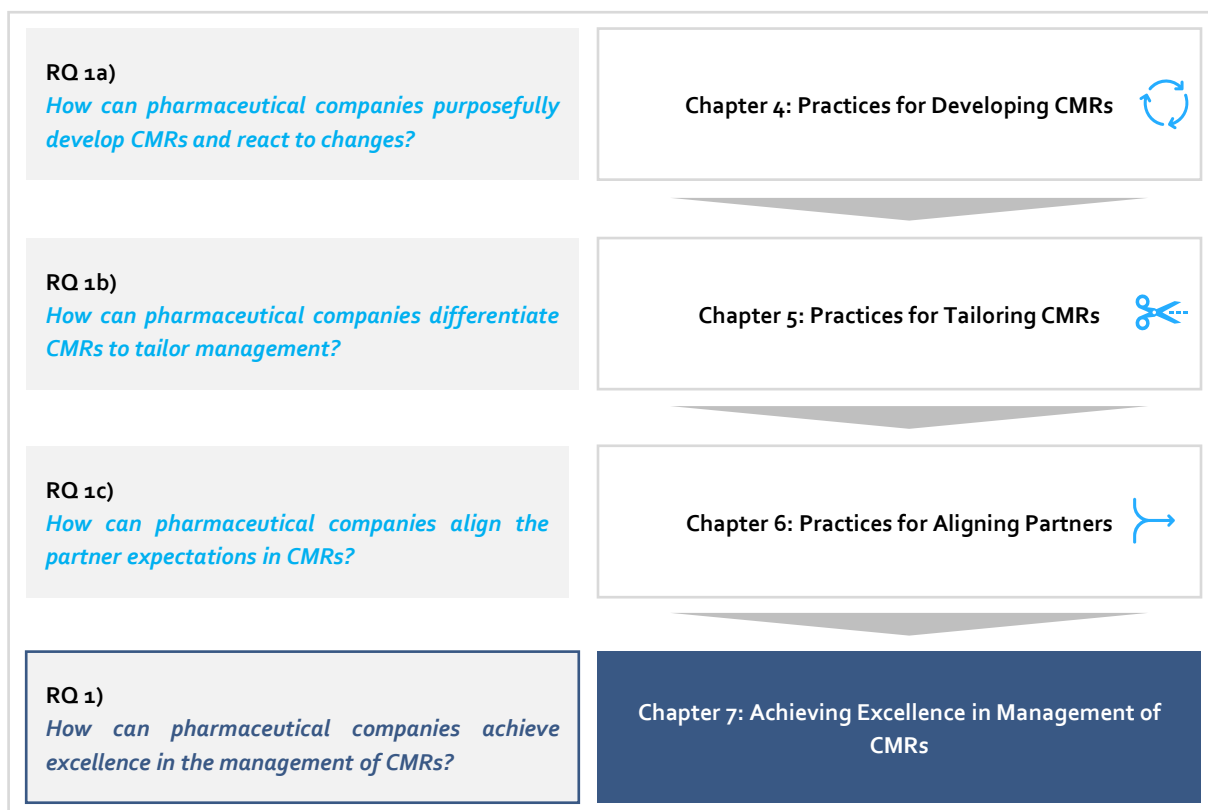 RQ 1a)
How can pharmaceutical companies purposefully
develop CMRs and react to changes?
Chapter 4: Practices for Developing CMRs
RQ 1b)
How can pharmaceutical companies differentiate
CMRs to tailor management?
Chapter 5: Practices for Tailoring CMRs
RQ 1c)
How can pharmaceutical companies align the
partner expectations in CMRs?
Chapter 6: Practices for Aligning Partners
RQ 1)
How can pharmaceutical companies achieve
excellence in the management of CMRs?
Chapter 7: Achieving Excellence in Management of
CMRs